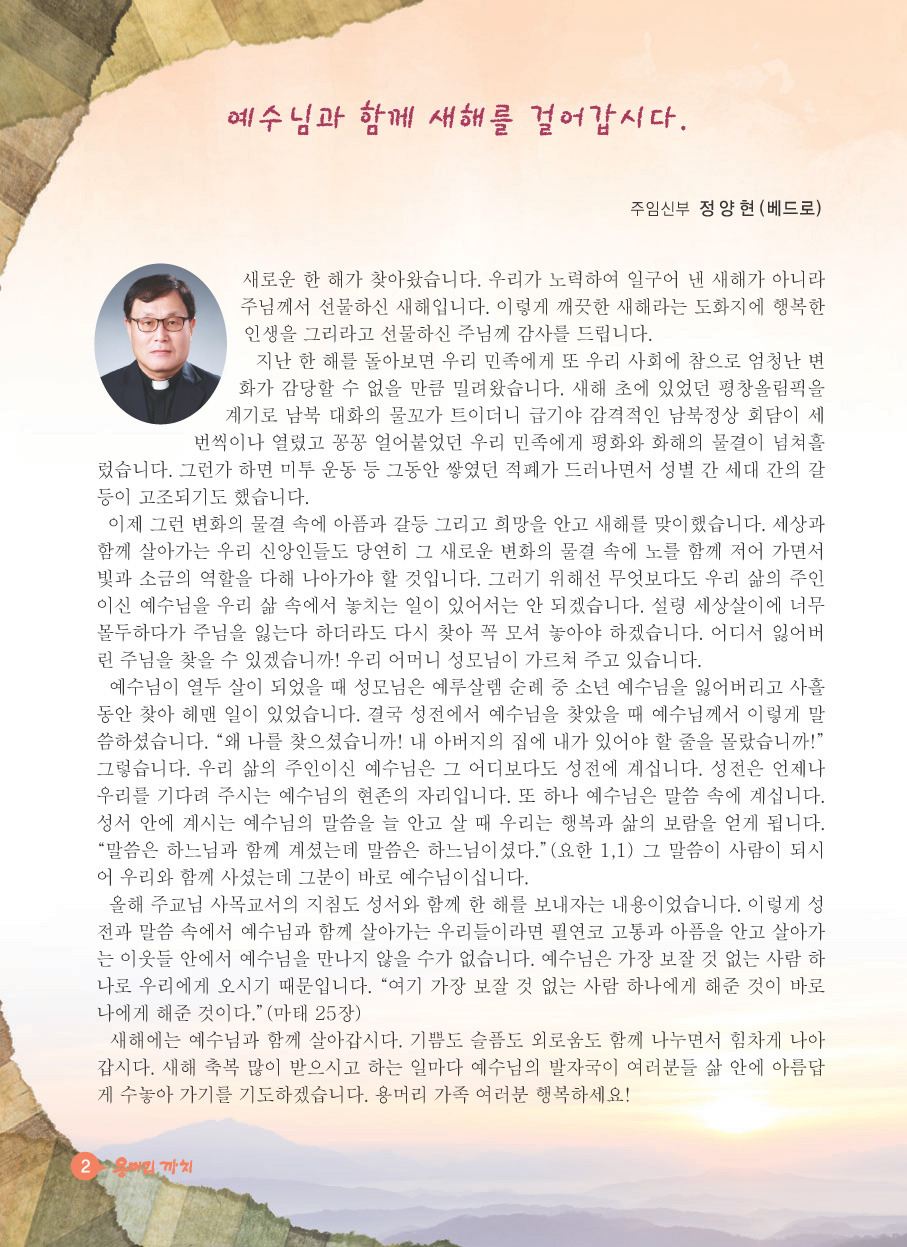 예수님과 함께 새해를 걸어갑시다.
주임신부 정양현(베드로)
새로운 한 해가 찾아왔습니다. 우리가 노력하여 일구어 낸 새해가 아니라
주님께서 선물하신 새해입니다. 이렇게 깨끗한 새해라는 도화지에 행복한
인생을 그리라고 선물하신 주님께 감사를 드립니다.
지난 한 해를 돌아보면 우리 민족에게 또 우리 사회에 참으로 엄청난 변
화가 감당할 수 없을 만큼 밀려왔습니다. 새해 초에 있었던 평창올림픽을
계기로 남북 대화의 물꼬가 트이더니 급기야 감격적인 남북정상 회담이 세
번씩이나 열렸고 꽁꽁 얼어붙었던 우리 민족에게 평화와 화해의 물결이 넘쳐흘
렀습니다. 그런가 하면 미투 운동 등 그동안 쌓였던 적폐가 드러나면서 성별 간 세대 간의 갈
등이 고조되기도 했습니다.
이제 그런 변화의 물결 속에 아픔과 갈등 그리고 희망을 안고 새해를 맞이했습니다. 세상과
함께 살아가는 우리 신앙인들도 당연히 그 새로운 변화의 물결 속에 노를 함께 저어 가면서
빛과 소금의 역할을 다해 나아가야 할 것입니다. 그러기 위해선 무엇보다도 우리 삶의 주인
이신 예수님을 우리 삶 속에서 놓치는 일이 있어서는 안 되겠습니다. 설령 세상살이에 너무
몰두하다가 주님을 잃는다 하더라도 다시 찾아 꼭 모셔 놓아야 하겠습니다. 어디서 잃어버
린 주님을 찾을 수 있겠습니까! 우리 어머니 성모님이 가르쳐 주고 있습니다.
예수님이 열두 살이 되었을 때 성모님은 예루살렘 순례 중 소년 예수님을 잃어버리고 사흘
동안 찾아 헤맨 일이 있었습니다. 결국 성전에서 예수님을 찾았을 때 예수님께서 이렇게 말
씀하셨습니다. “왜 나를 찾으셨습니까! 내 아버지의 집에 내가 있어야 할 줄을 몰랐습니까!”
그렇습니다. 우리 삶의 주인이신 예수님은 그 어디보다도 성전에 계십니다. 성전은 언제나
우리를 기다려 주시는 예수님의 현존의 자리입니다. 또 하나 예수님은 말씀 속에 계십니다.
성서 안에 계시는 예수님의 말씀을 늘 안고 살 때 우리는 행복과 삶의 보람을 얻게 됩니다.
“말씀은 하느님과 함께 계셨는데 말씀은 하느님이셨다.”(요한 1,1) 그 말씀이 사람이 되시
어 우리와 함께 사셨는데 그분이 바로 예수님이십니다.
올해 주교님 사목교서의 지침도 성서와 함께 한 해를 보내자는 내용이었습니다. 이렇게 성
전과 말씀 속에서 예수님과 함께 살아가는 우리들이라면 필연코 고통과 아픔을 안고 살아가
는 이웃들 안에서 예수님을 만나지 않을 수가 없습니다. 예수님은 가장 보잘 것 없는 사람 하
나로 우리에게 오시기 때문입니다. “여기 가장 보잘 것 없는 사람 하나에게 해준 것이 바로
나에게 해준 것이다.”(마태 25장)
새해에는 예수님과 함께 살아갑시다. 기쁨도 슬픔도 외로움도 함께 나누면서 힘차게 나아
갑시다. 새해 축복 많이 받으시고 하는 일마다 예수님의 발자국이 여러분들 삶 안에 아름답
게 수놓아 가기를 기도하겠습니다. 용머리 가족 여러분 행복하세요!
2 용머리 까치